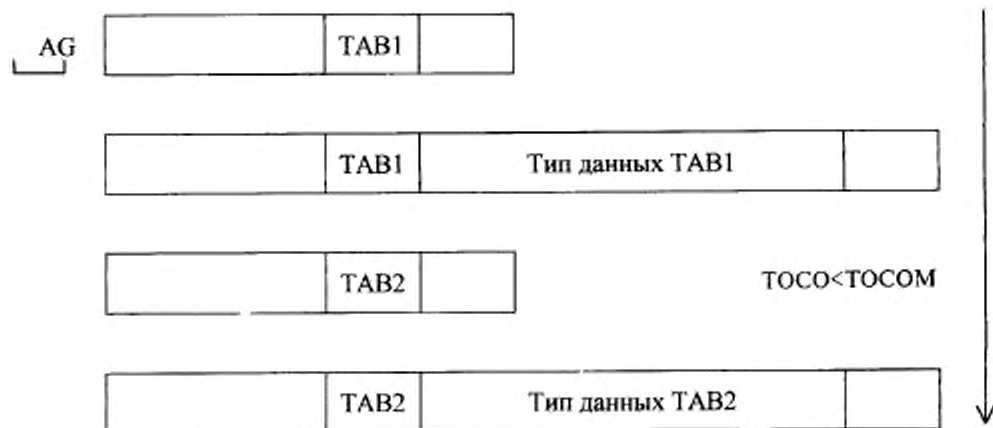 AG TAB1
TAB1 Тип данных TAB1
TAB2 TOCO<TOCOM
TAB2 Тип данных TAB2